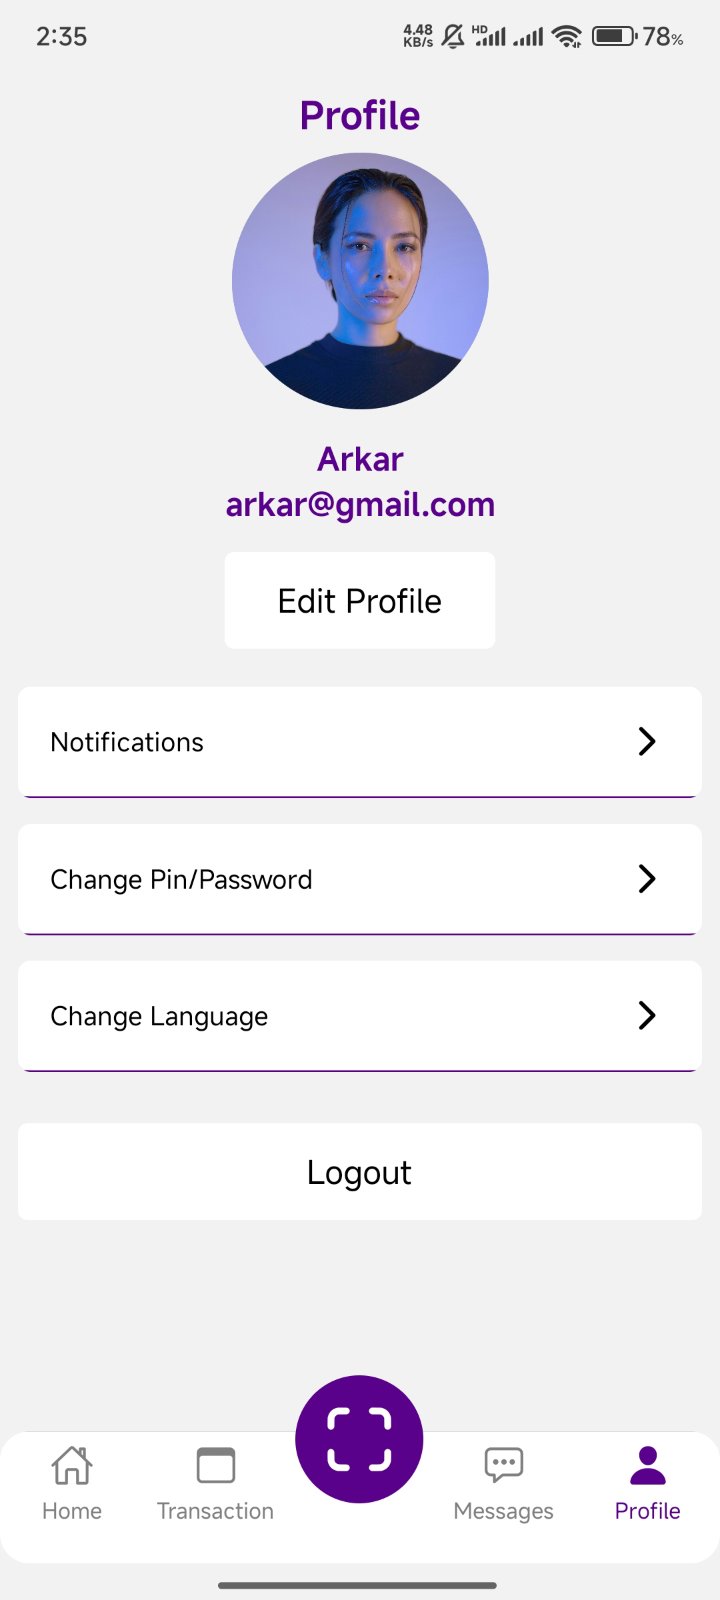 2:35
4.48
KB/s
HD
78%
Profile
Arkar
arkar@gmail.com
Edit Profile
Notifications
Change Pin/Password
Change Language
Logout
Home
Transaction
Messages
Profile